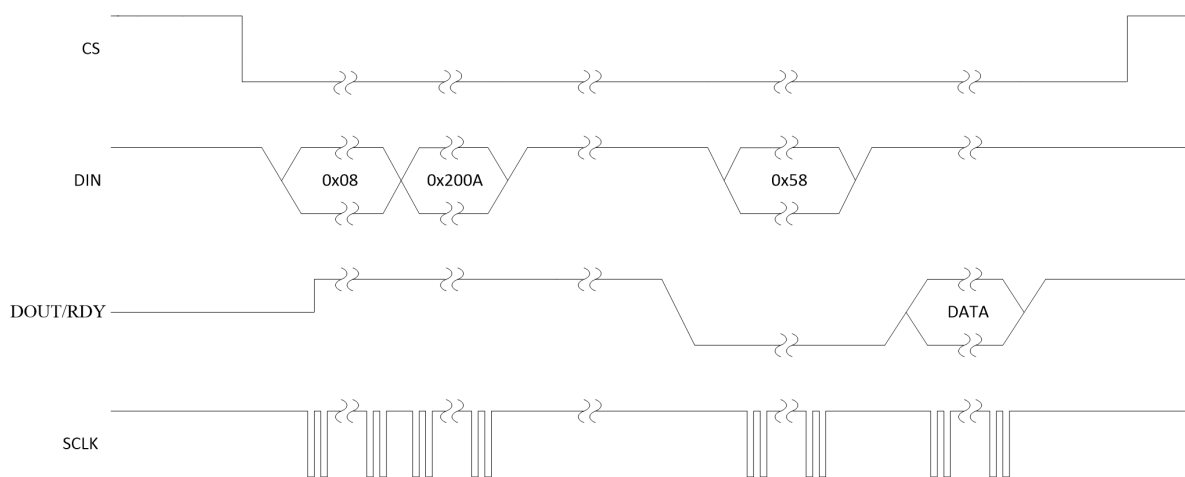 CS
DIN
0x08
0x200A
0x58
DOUT/RDY
DATA
SCLK